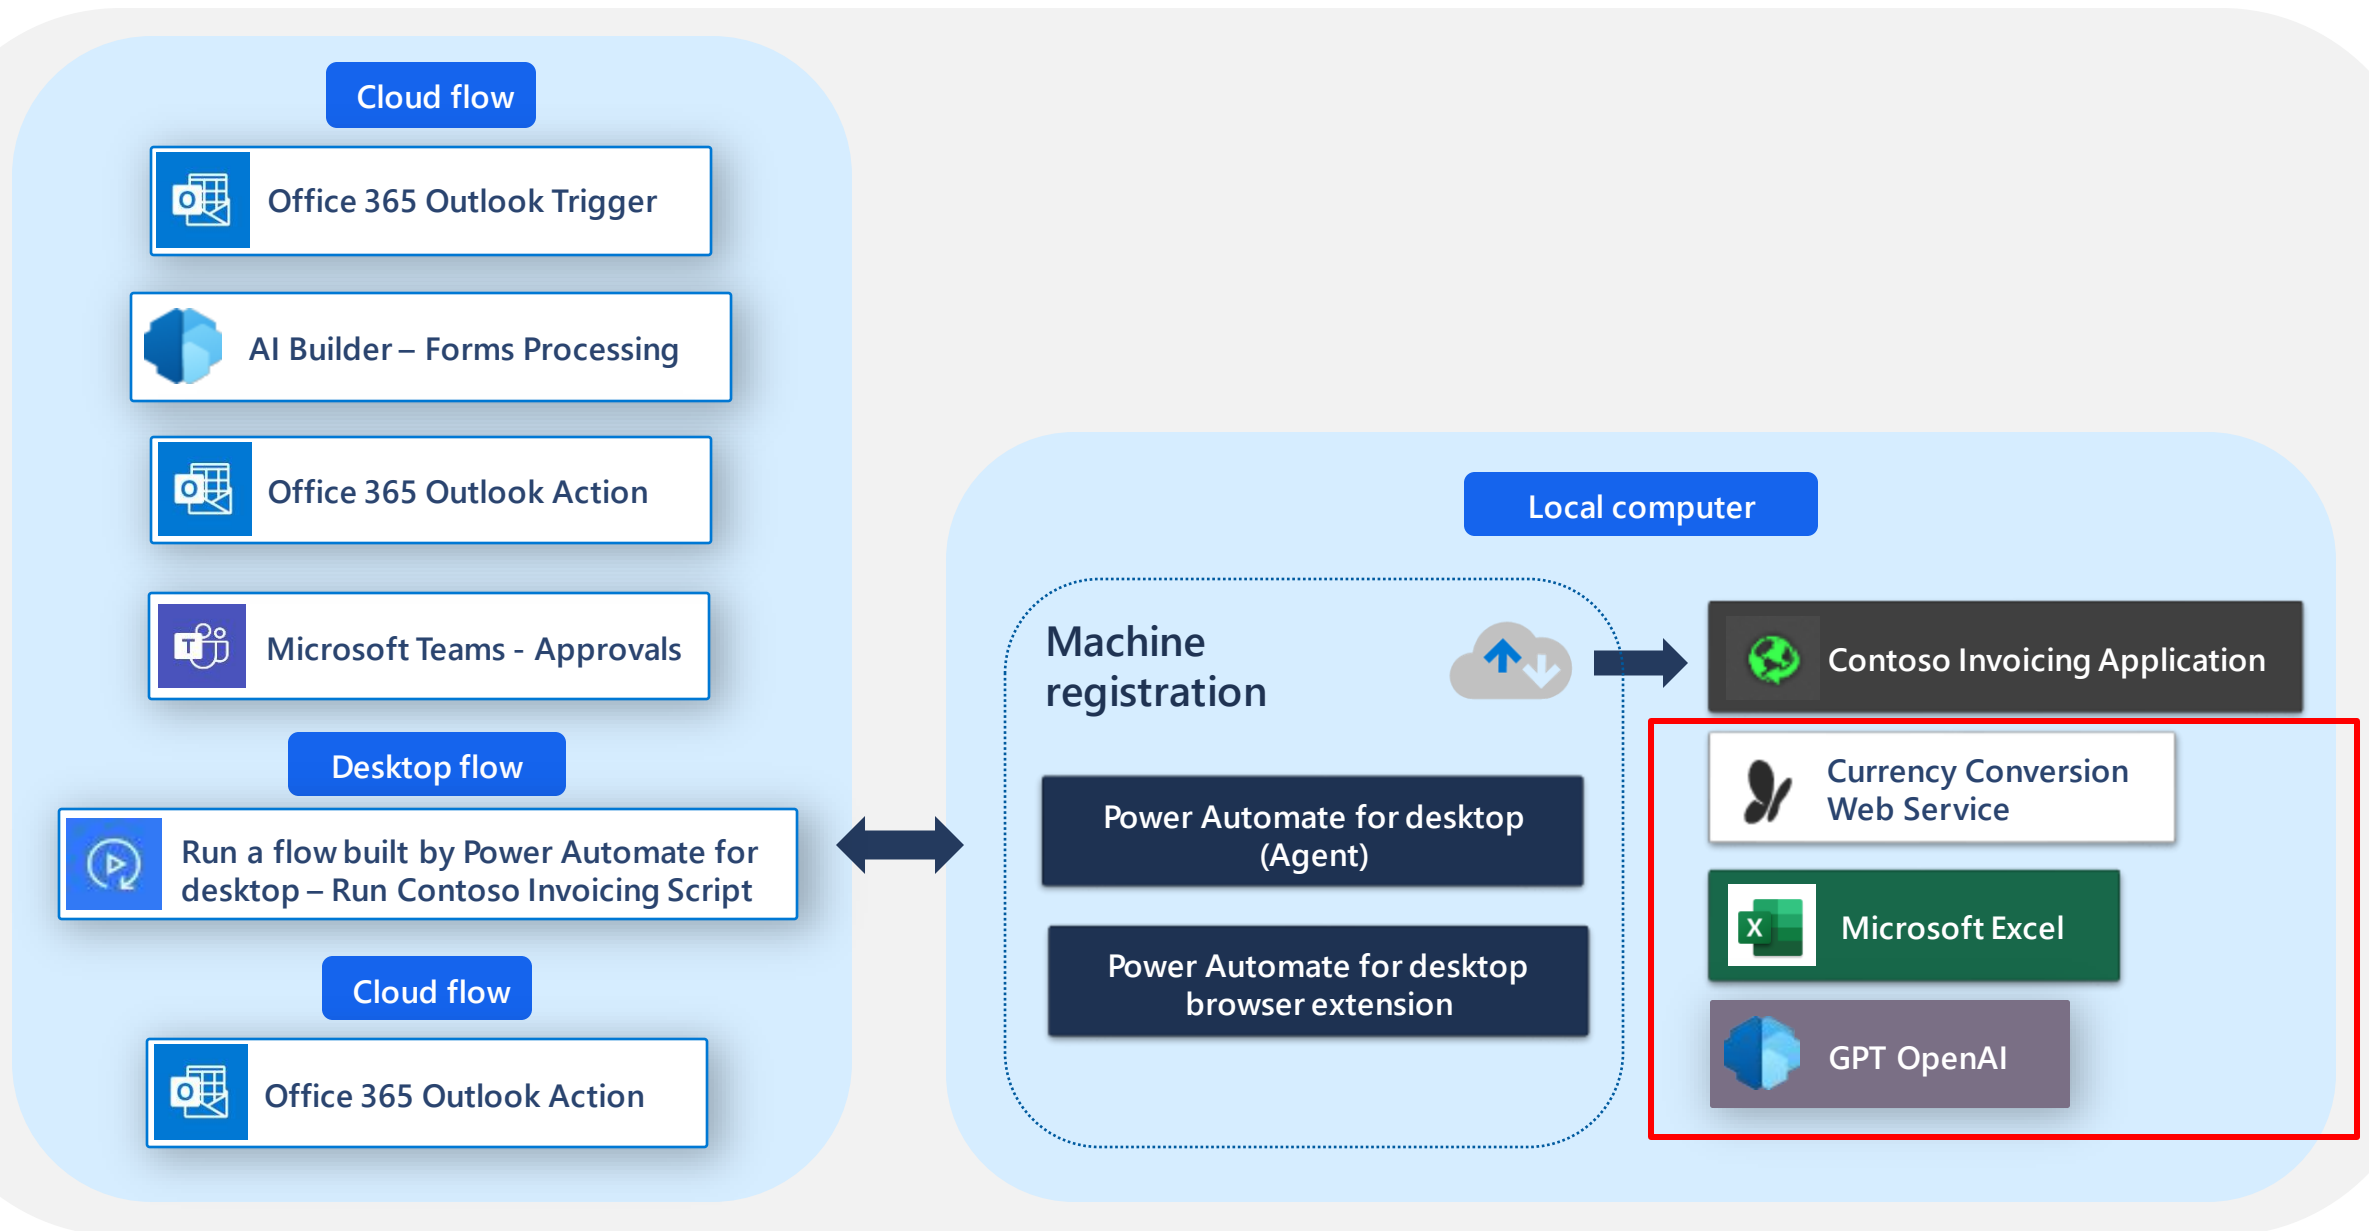 Cloud flow
Office 365 Outlook Trigger
AI Builder – Forms Processing
Office 365 Outlook Action
Microsoft Teams - Approvals
Desktop flow
Run a flow built by Power Automate for
desktop – Run Contoso Invoicing Script
Cloud flow
Office 365 Outlook Action
Local computer
Machine
registration
Power Automate for desktop
(Agent)
Power Automate for desktop
browser extension
Contoso Invoicing Application
Currency Conversion
Web Service
Microsoft Excel
GPT OpenAI